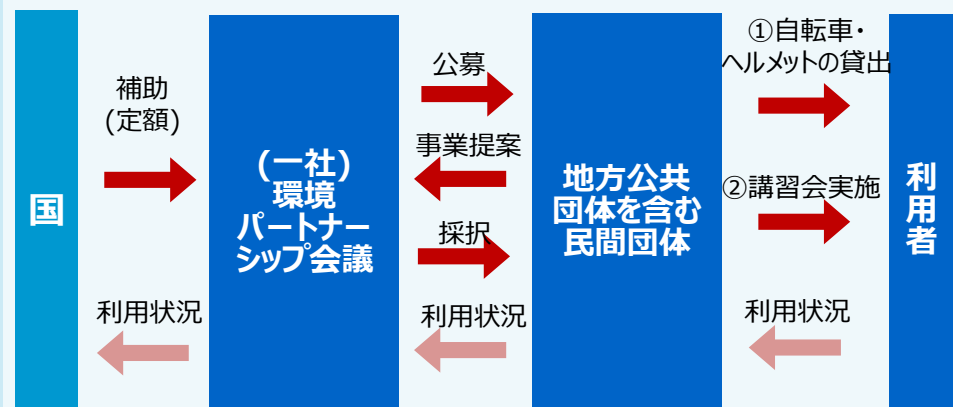 国
補助
(定額)
利用状況
(一社)
環境
パートナー
シップ会議
公募
事業提案
採択
利用状況
地方公共
団体を含む
民間団体
①自転車・
ヘルメットの貸出
②講習会実施
利用状況
利用者